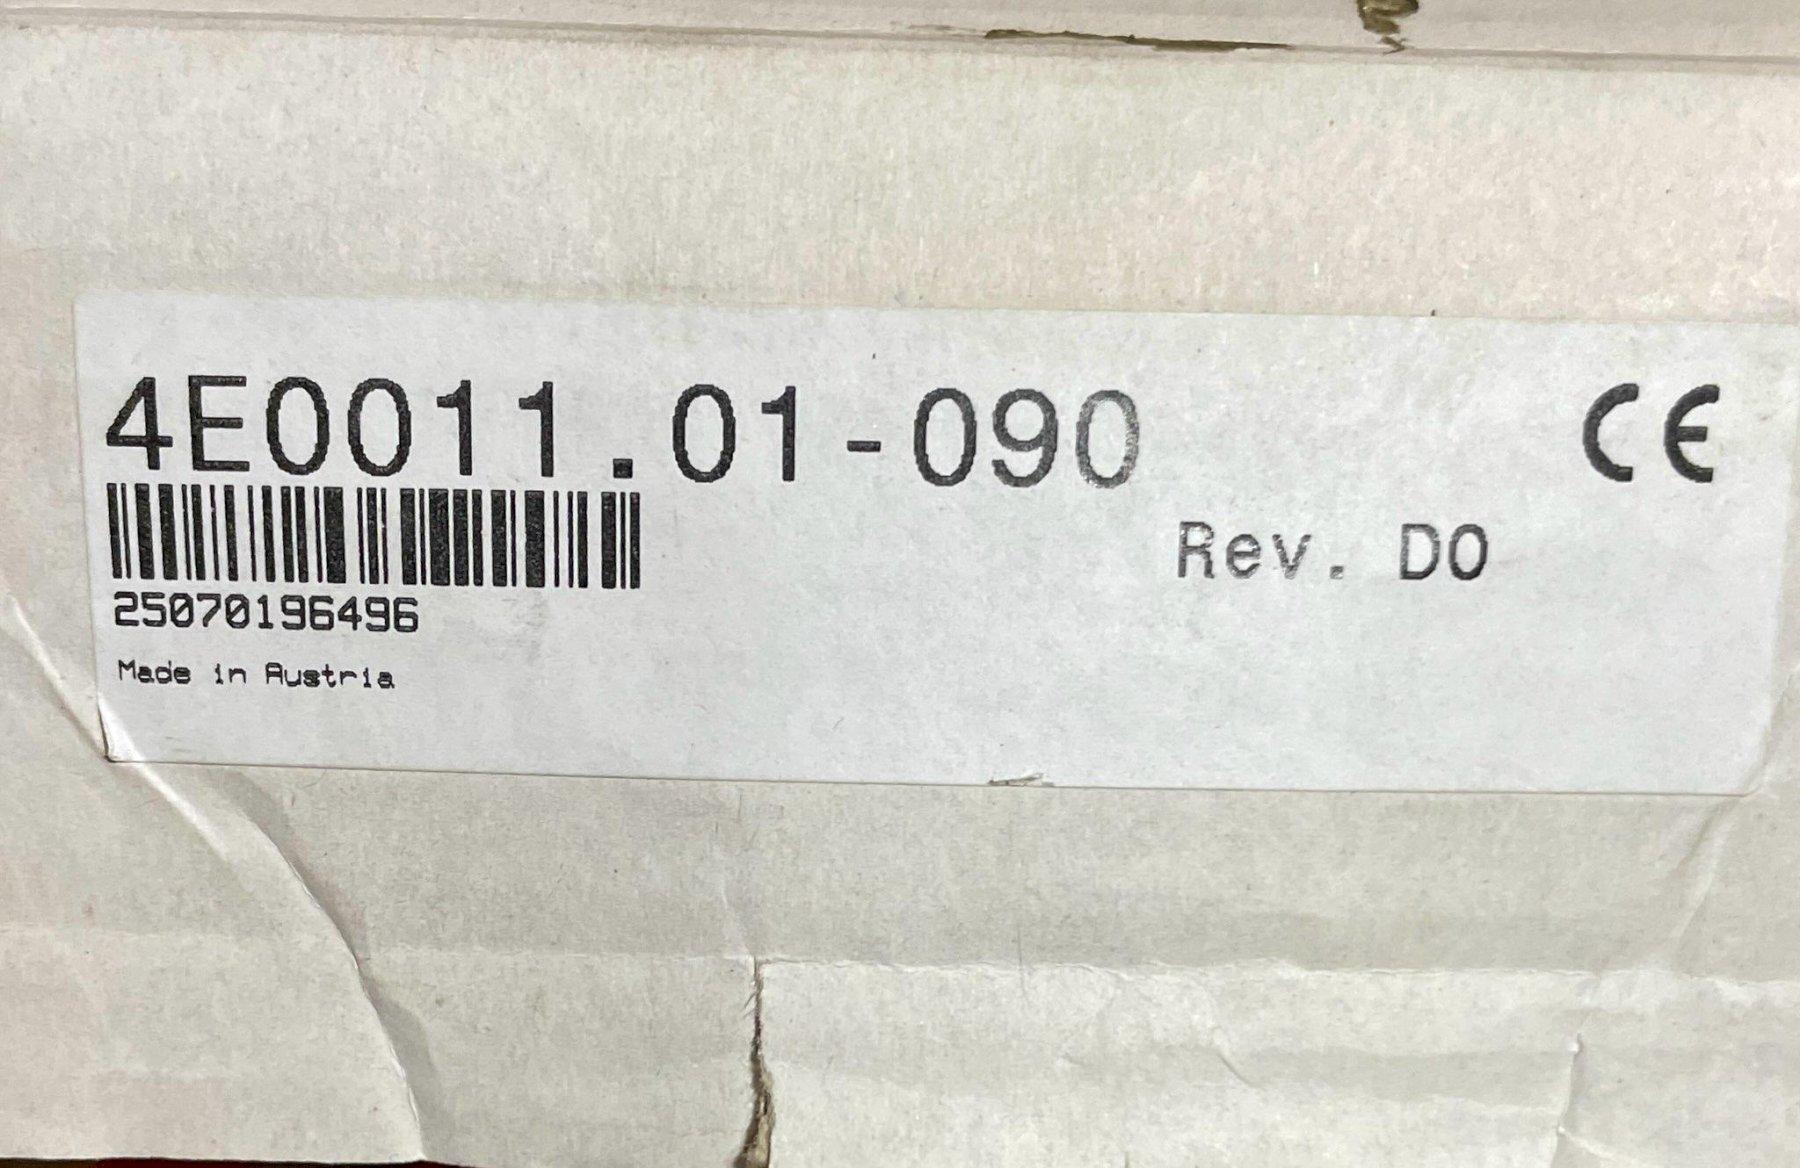 4E0011.01-090 CE
Rev. D0
25070196496
Made in Austria